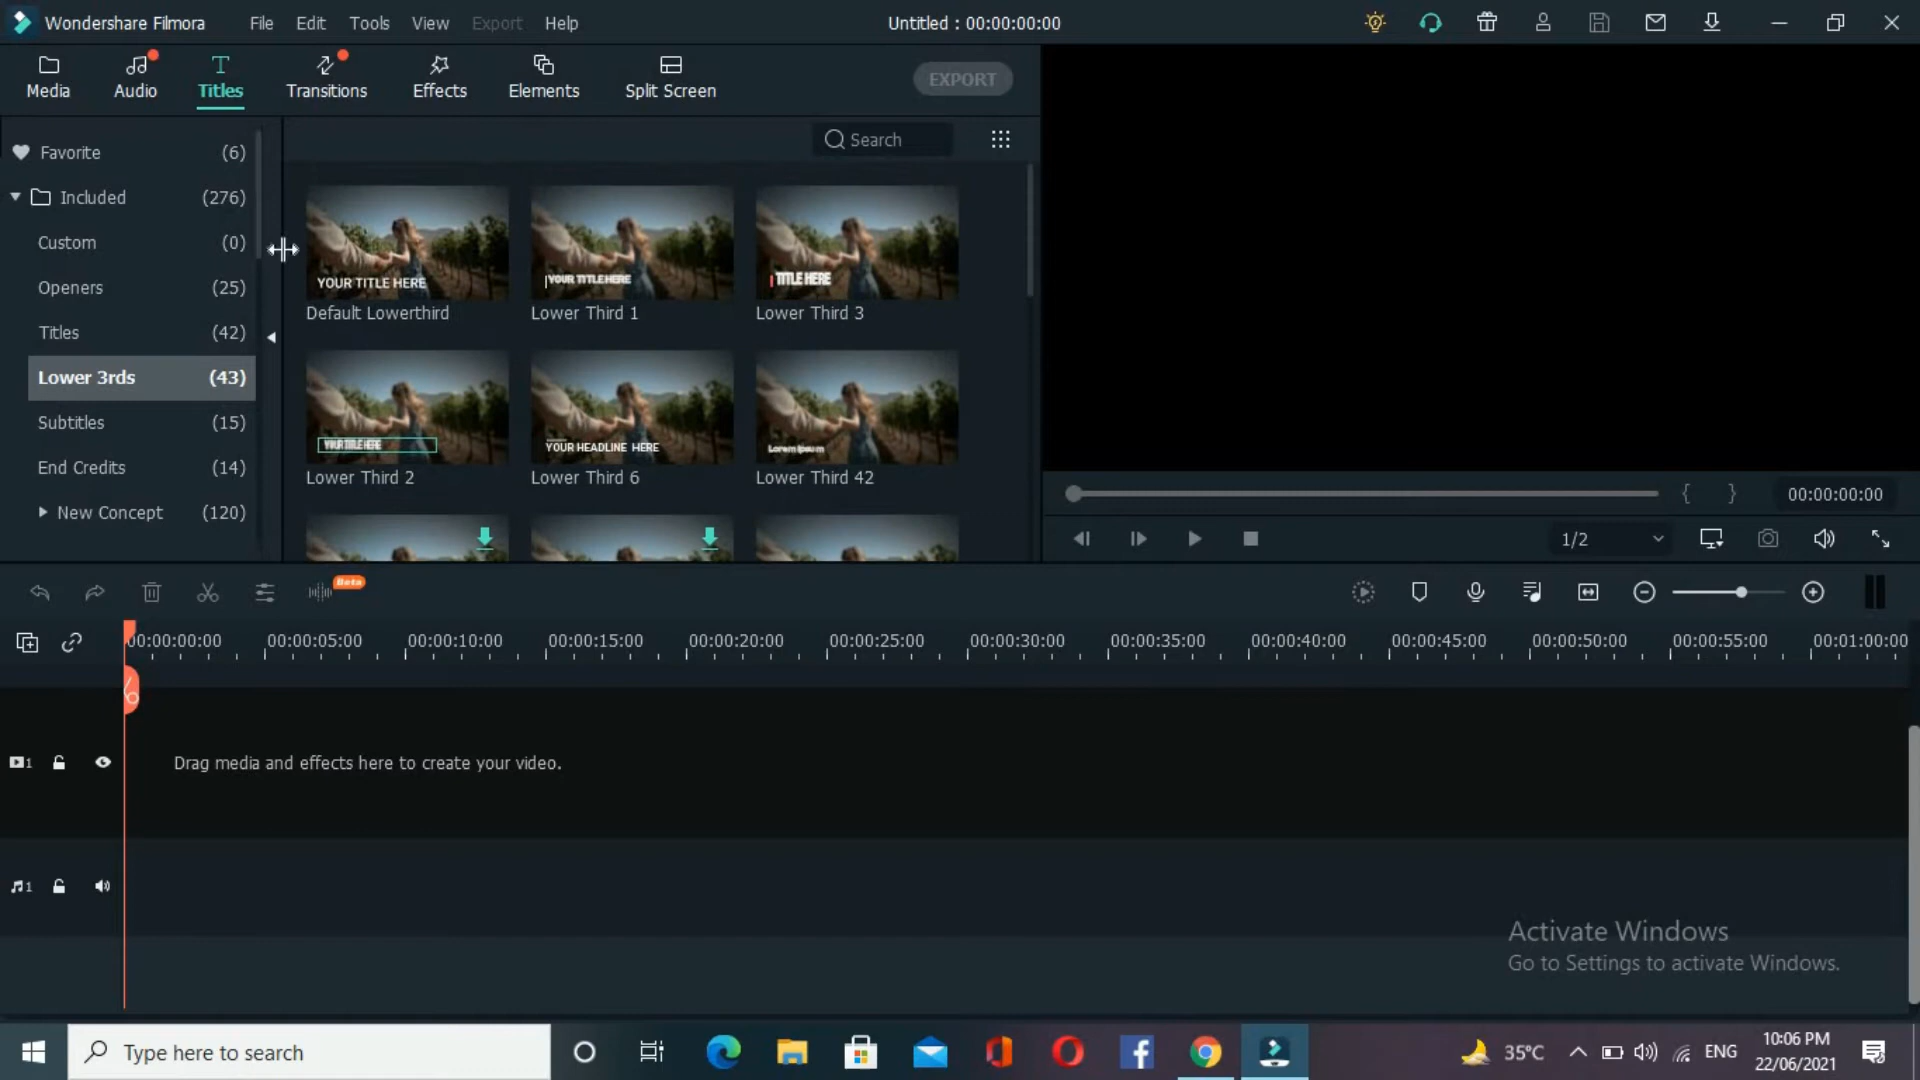 Wondershare Filmora File Edit Tools View Export Help Untitled : 00:00:00:00
Media Audio Titles Transitions Effects Elements Split Screen EXPORT
Search
Favorite (6)
Included (276)
Custom (0)
Openers (25)
Titles (42)
Lower 3rds (43)
Subtitles (15)
End Credits (14)
New Concept (120)
YOUR TITLE HERE YOUR TITLE HERE TITLE HERE
Default Lowerthird Lower Third 1 Lower Third 3
YOUR TITLE HERE YOUR HEADLINE HERE Lorem Ipsum
Lower Third 2 Lower Third 6 Lower Third 42
{ } 00:00:00:00
1/2
Beta
00:00:00:00 00:00:05:00 00:00:10:00 00:00:15:00 00:00:20:00 00:00:25:00 00:00:30:00 00:00:35:00 00:00:40:00 00:00:45:00 00:00:50:00 00:00:55:00 00:01:00:00
1 Drag media and effects here to create your video.
1
Activate Windows
Go to Settings to activate Windows.
Type here to search 35°C ENG 10:06 PM
22/06/2021